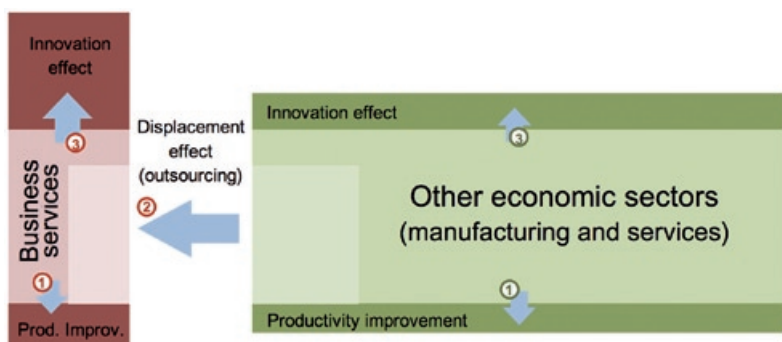 Innovation
effect
3
Business
services
1
Prod. Improv.
Displacement
effect
(outsourcing)
2
Innovation effect
3
Other economic sectors
(manufacturing and services)
1
Productivity improvement